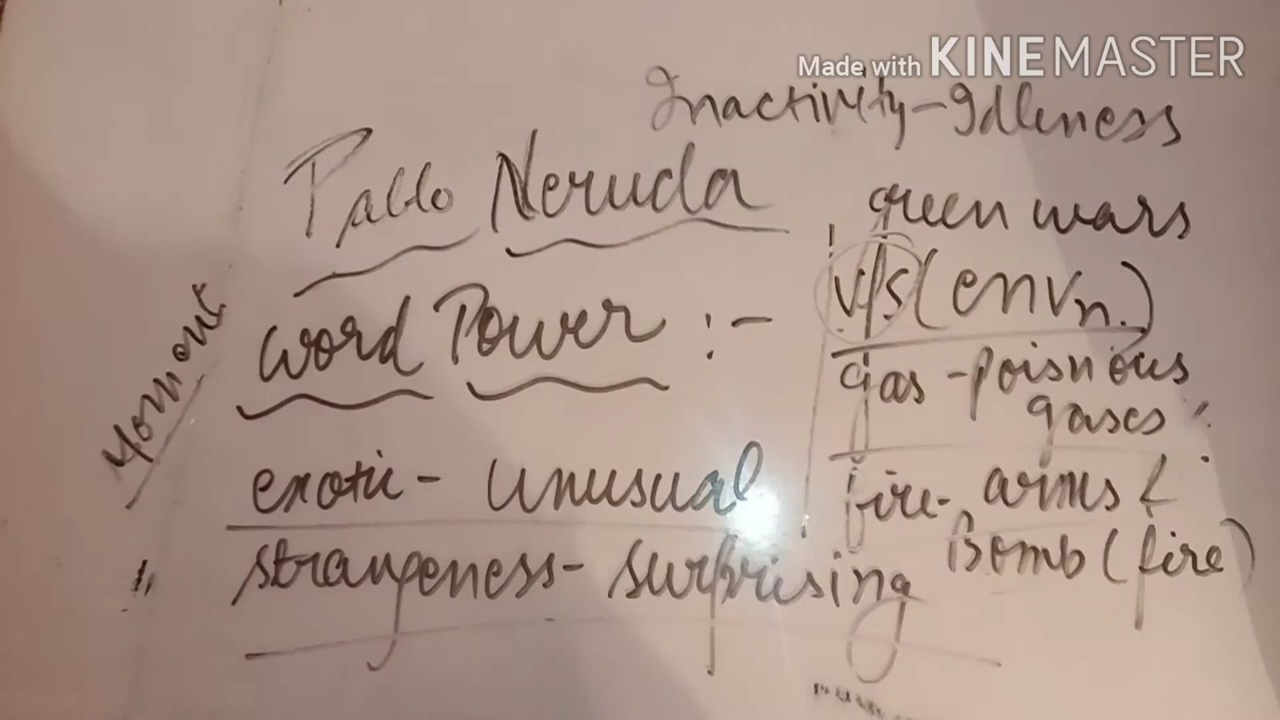 Made with KINEMASTER
Inactivity - Idleness
Pablo Neruda
Word Power :-
Moment
exotic - unusual
strangeness - surprising
green wars
v/s (envn.)
gas - poisnious
gases
fire - arms &
Bomb (fire)